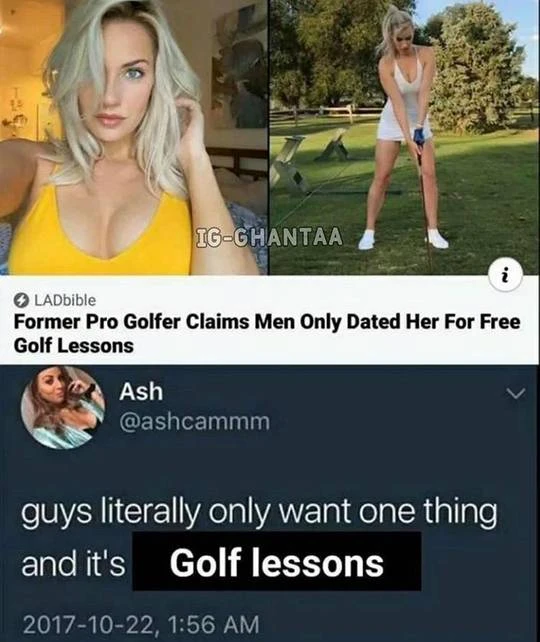 IG-GHANTAA
i
LADbible
Former Pro Golfer Claims Men Only Dated Her For Free
Golf Lessons
Ash
@ashcammm
guys literally only want one thing
and it's Golf lessons
2017-10-22, 1:56 AM